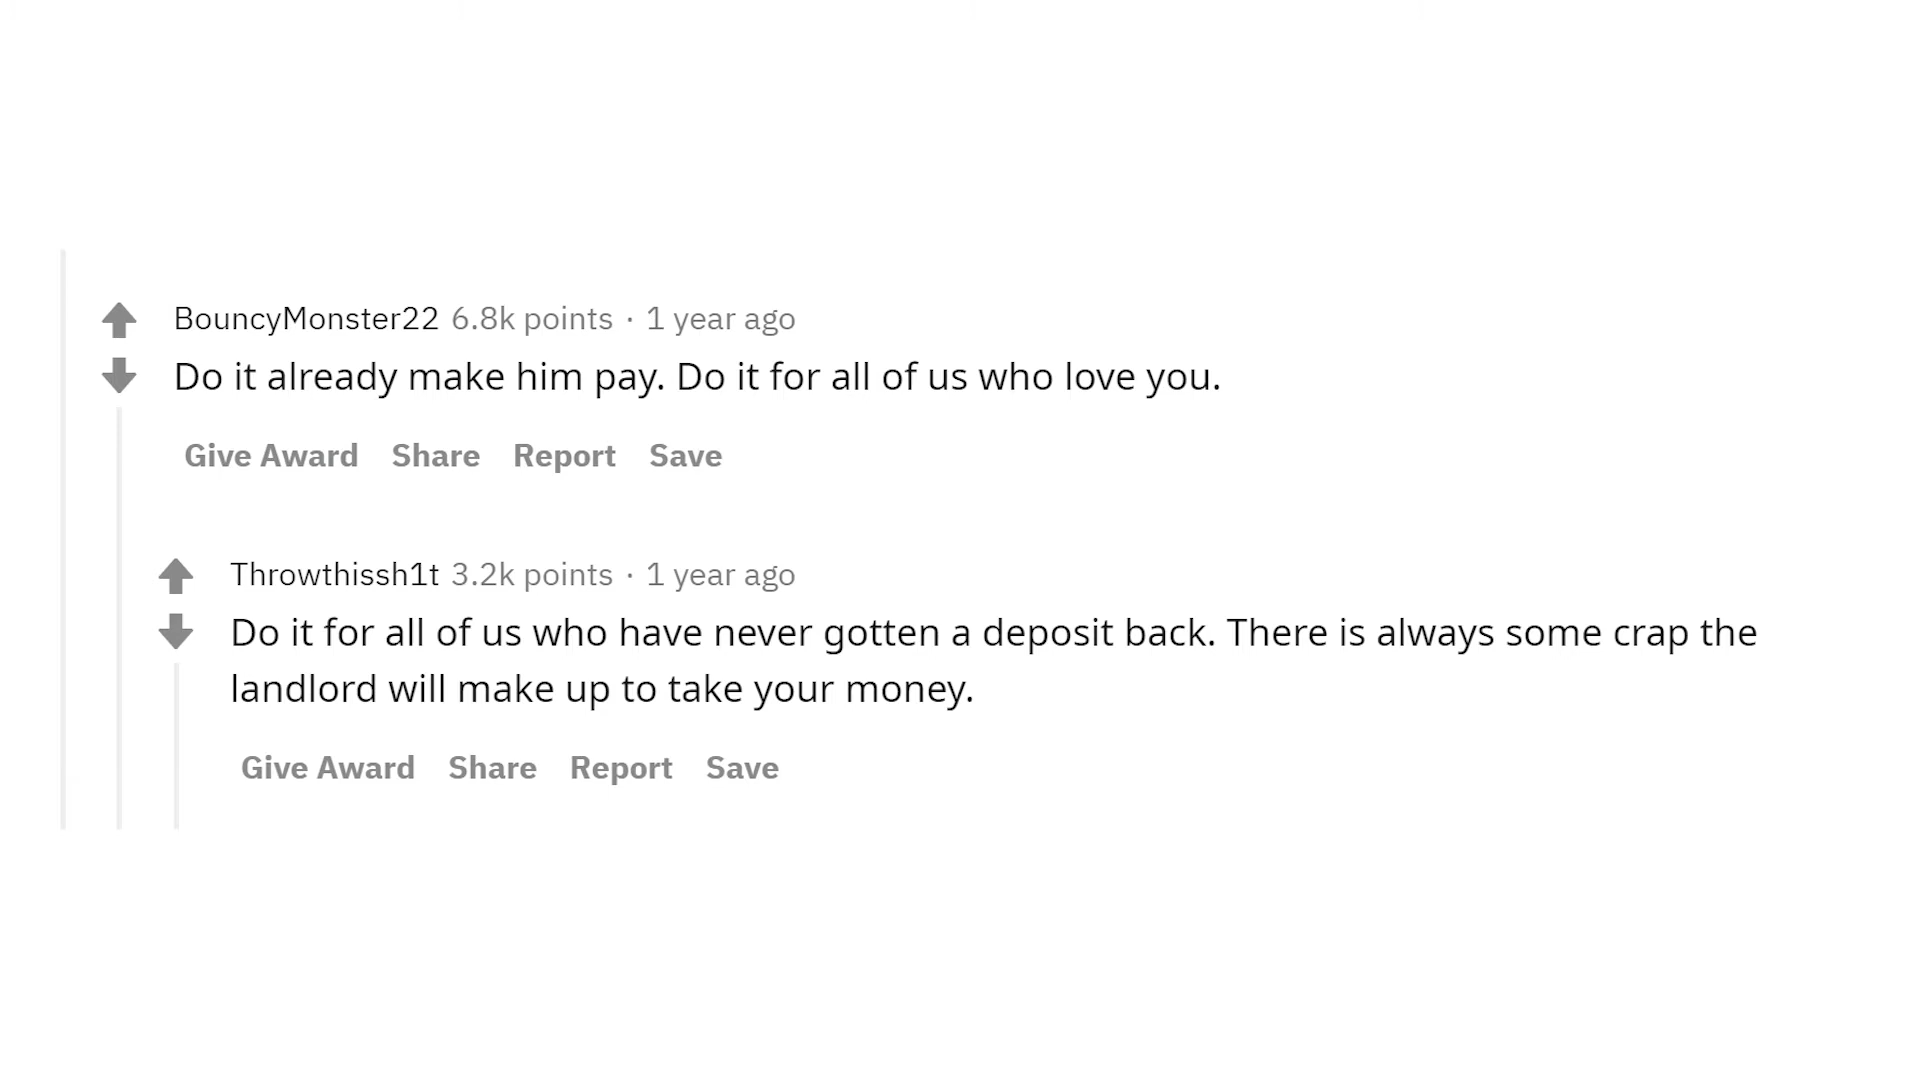 BouncyMonster22 6.8k points · 1 year ago
Do it already make him pay. Do it for all of us who love you.
Give Award Share Report Save
Throwthissh1t 3.2k points · 1 year ago
Do it for all of us who have never gotten a deposit back. There is always some crap the
landlord will make up to take your money.
Give Award Share Report Save